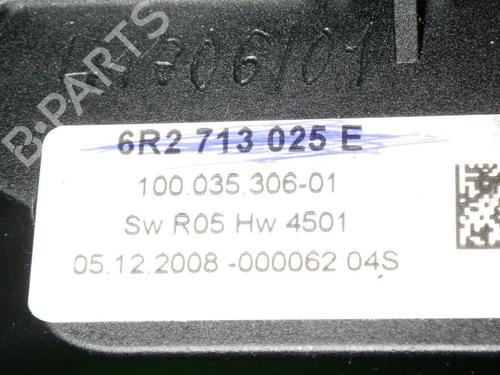 B-PARTS
6R2 713 025 E
100.035.306-01
Sw R05 Hw 4501
05.12.2008 -000062 04S